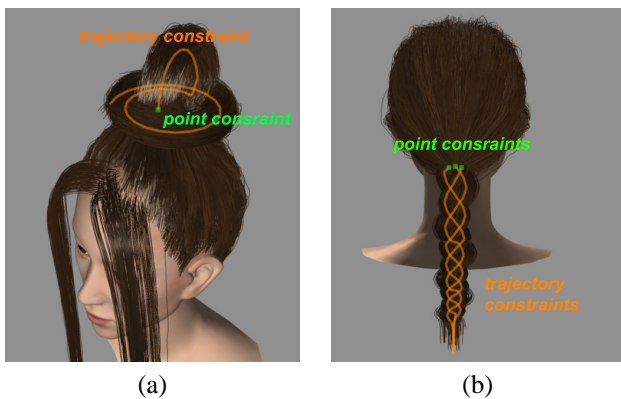 trajectory constraint
point consraint
point consraints
trajectory
constraints
(a)
(b)